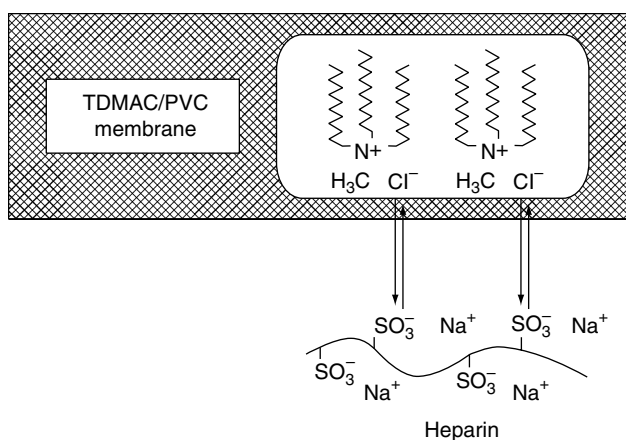 TDMAC/PVC
membrane
N+ N+
H₃C Cl⁻ H₃C Cl⁻
SO₃⁻ Na⁺ SO₃⁻ Na⁺
SO₃⁻ Na⁺ SO₃⁻ Na⁺
Heparin